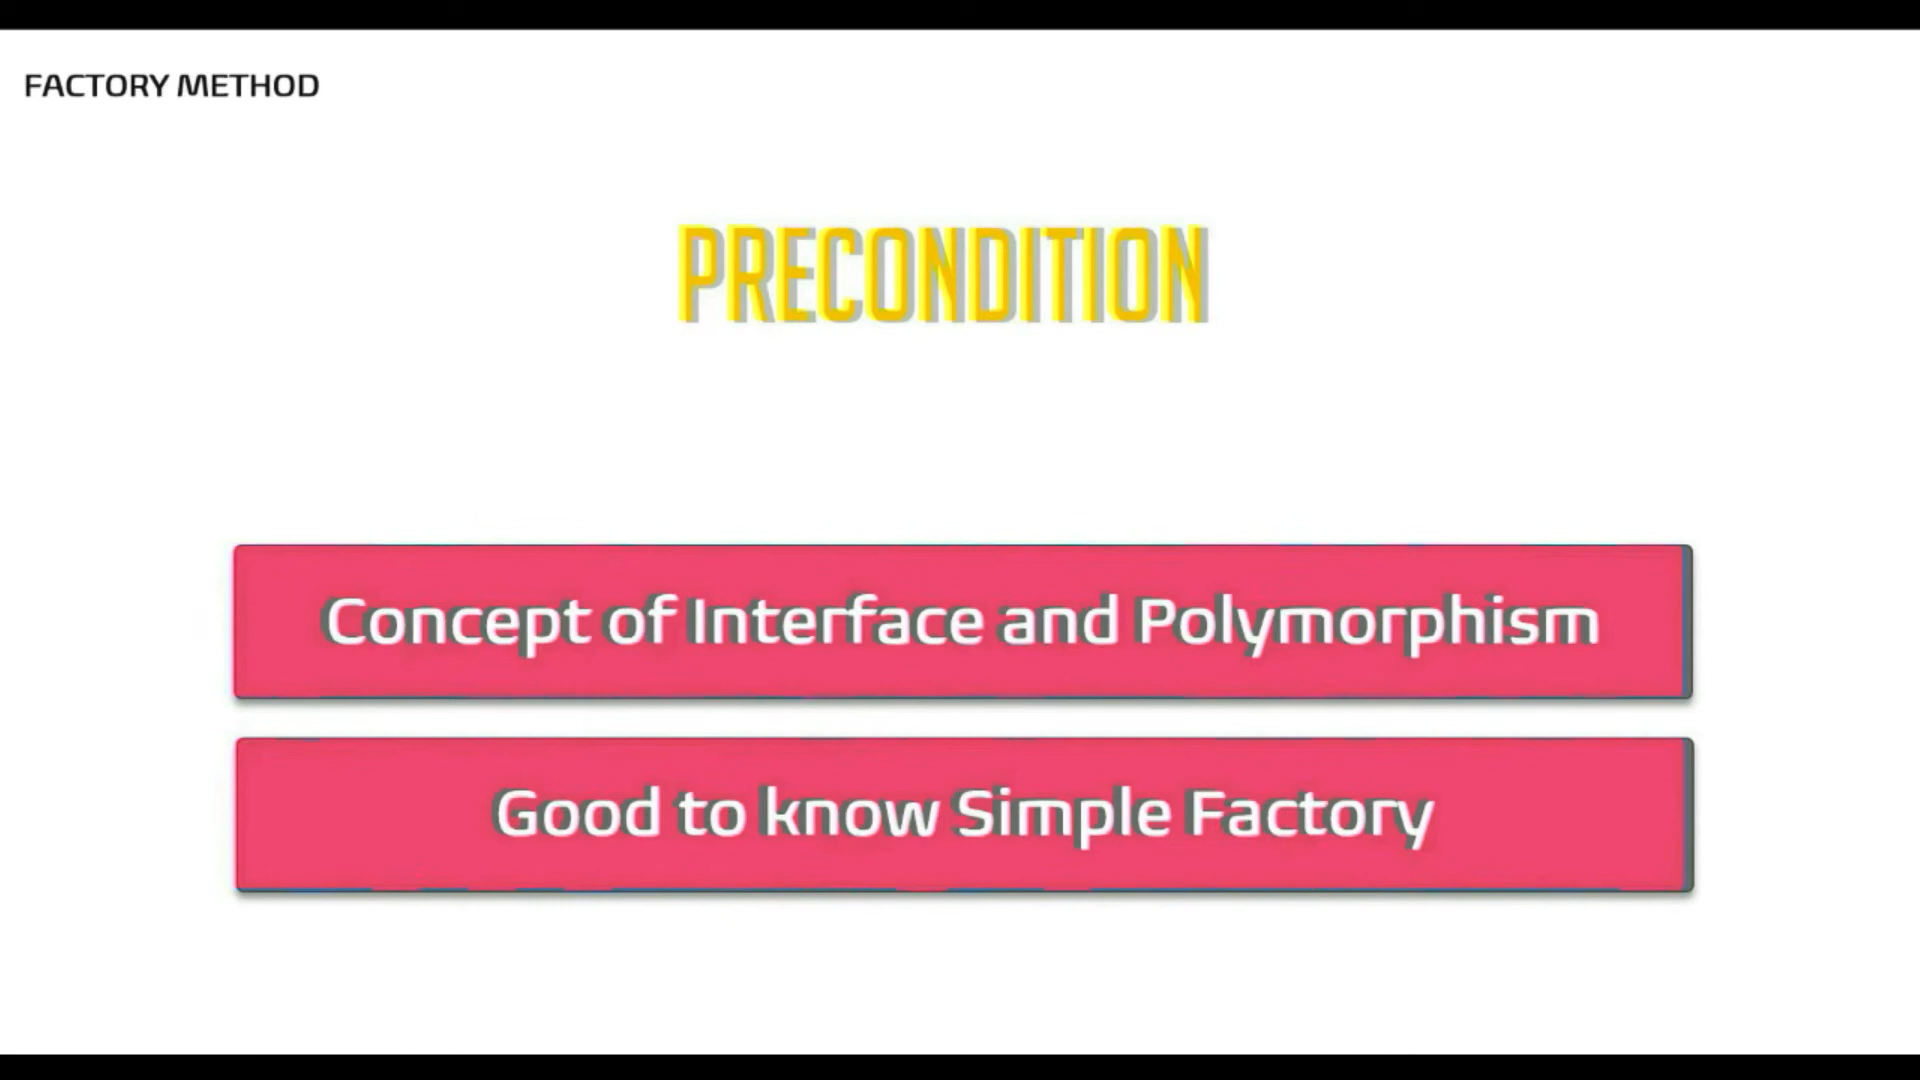 FACTORY METHOD
PRECONDITION
Concept of Interface and Polymorphism
Good to know Simple Factory